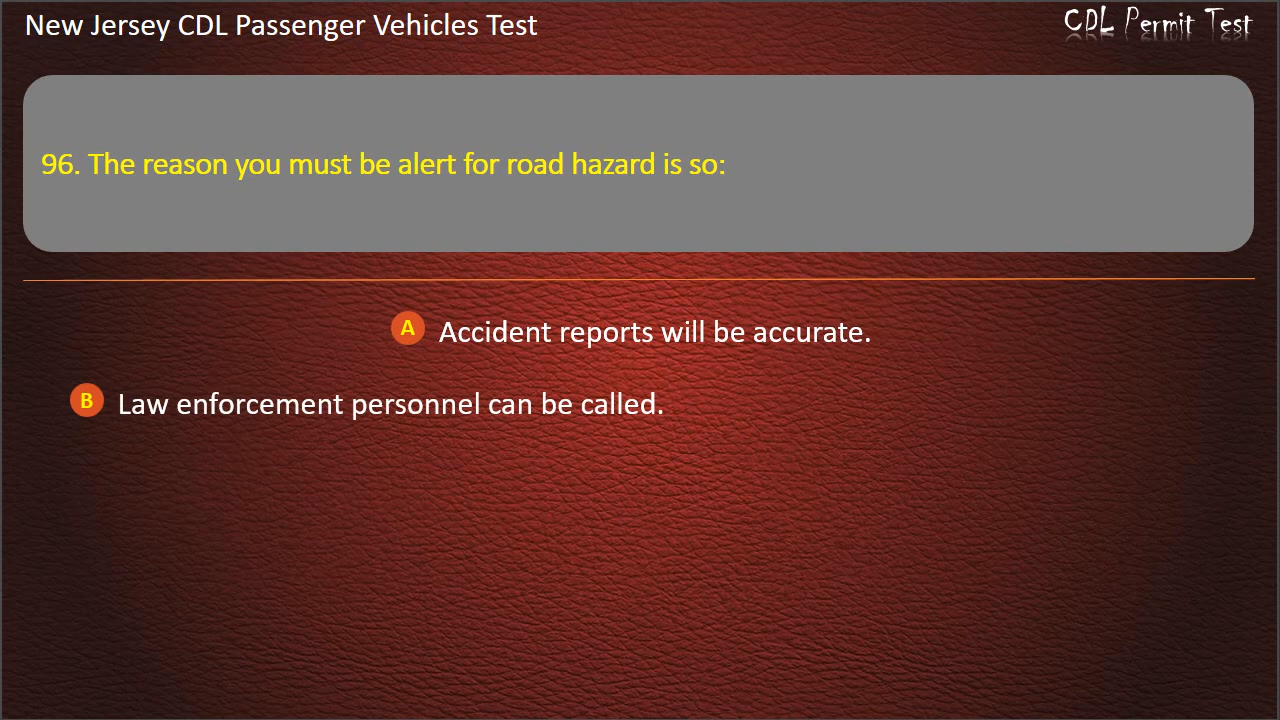 New Jersey CDL Passenger Vehicles Test
CDL Permit Test
96. The reason you must be alert for road hazard is so:
A Accident reports will be accurate.
B Law enforcement personnel can be called.